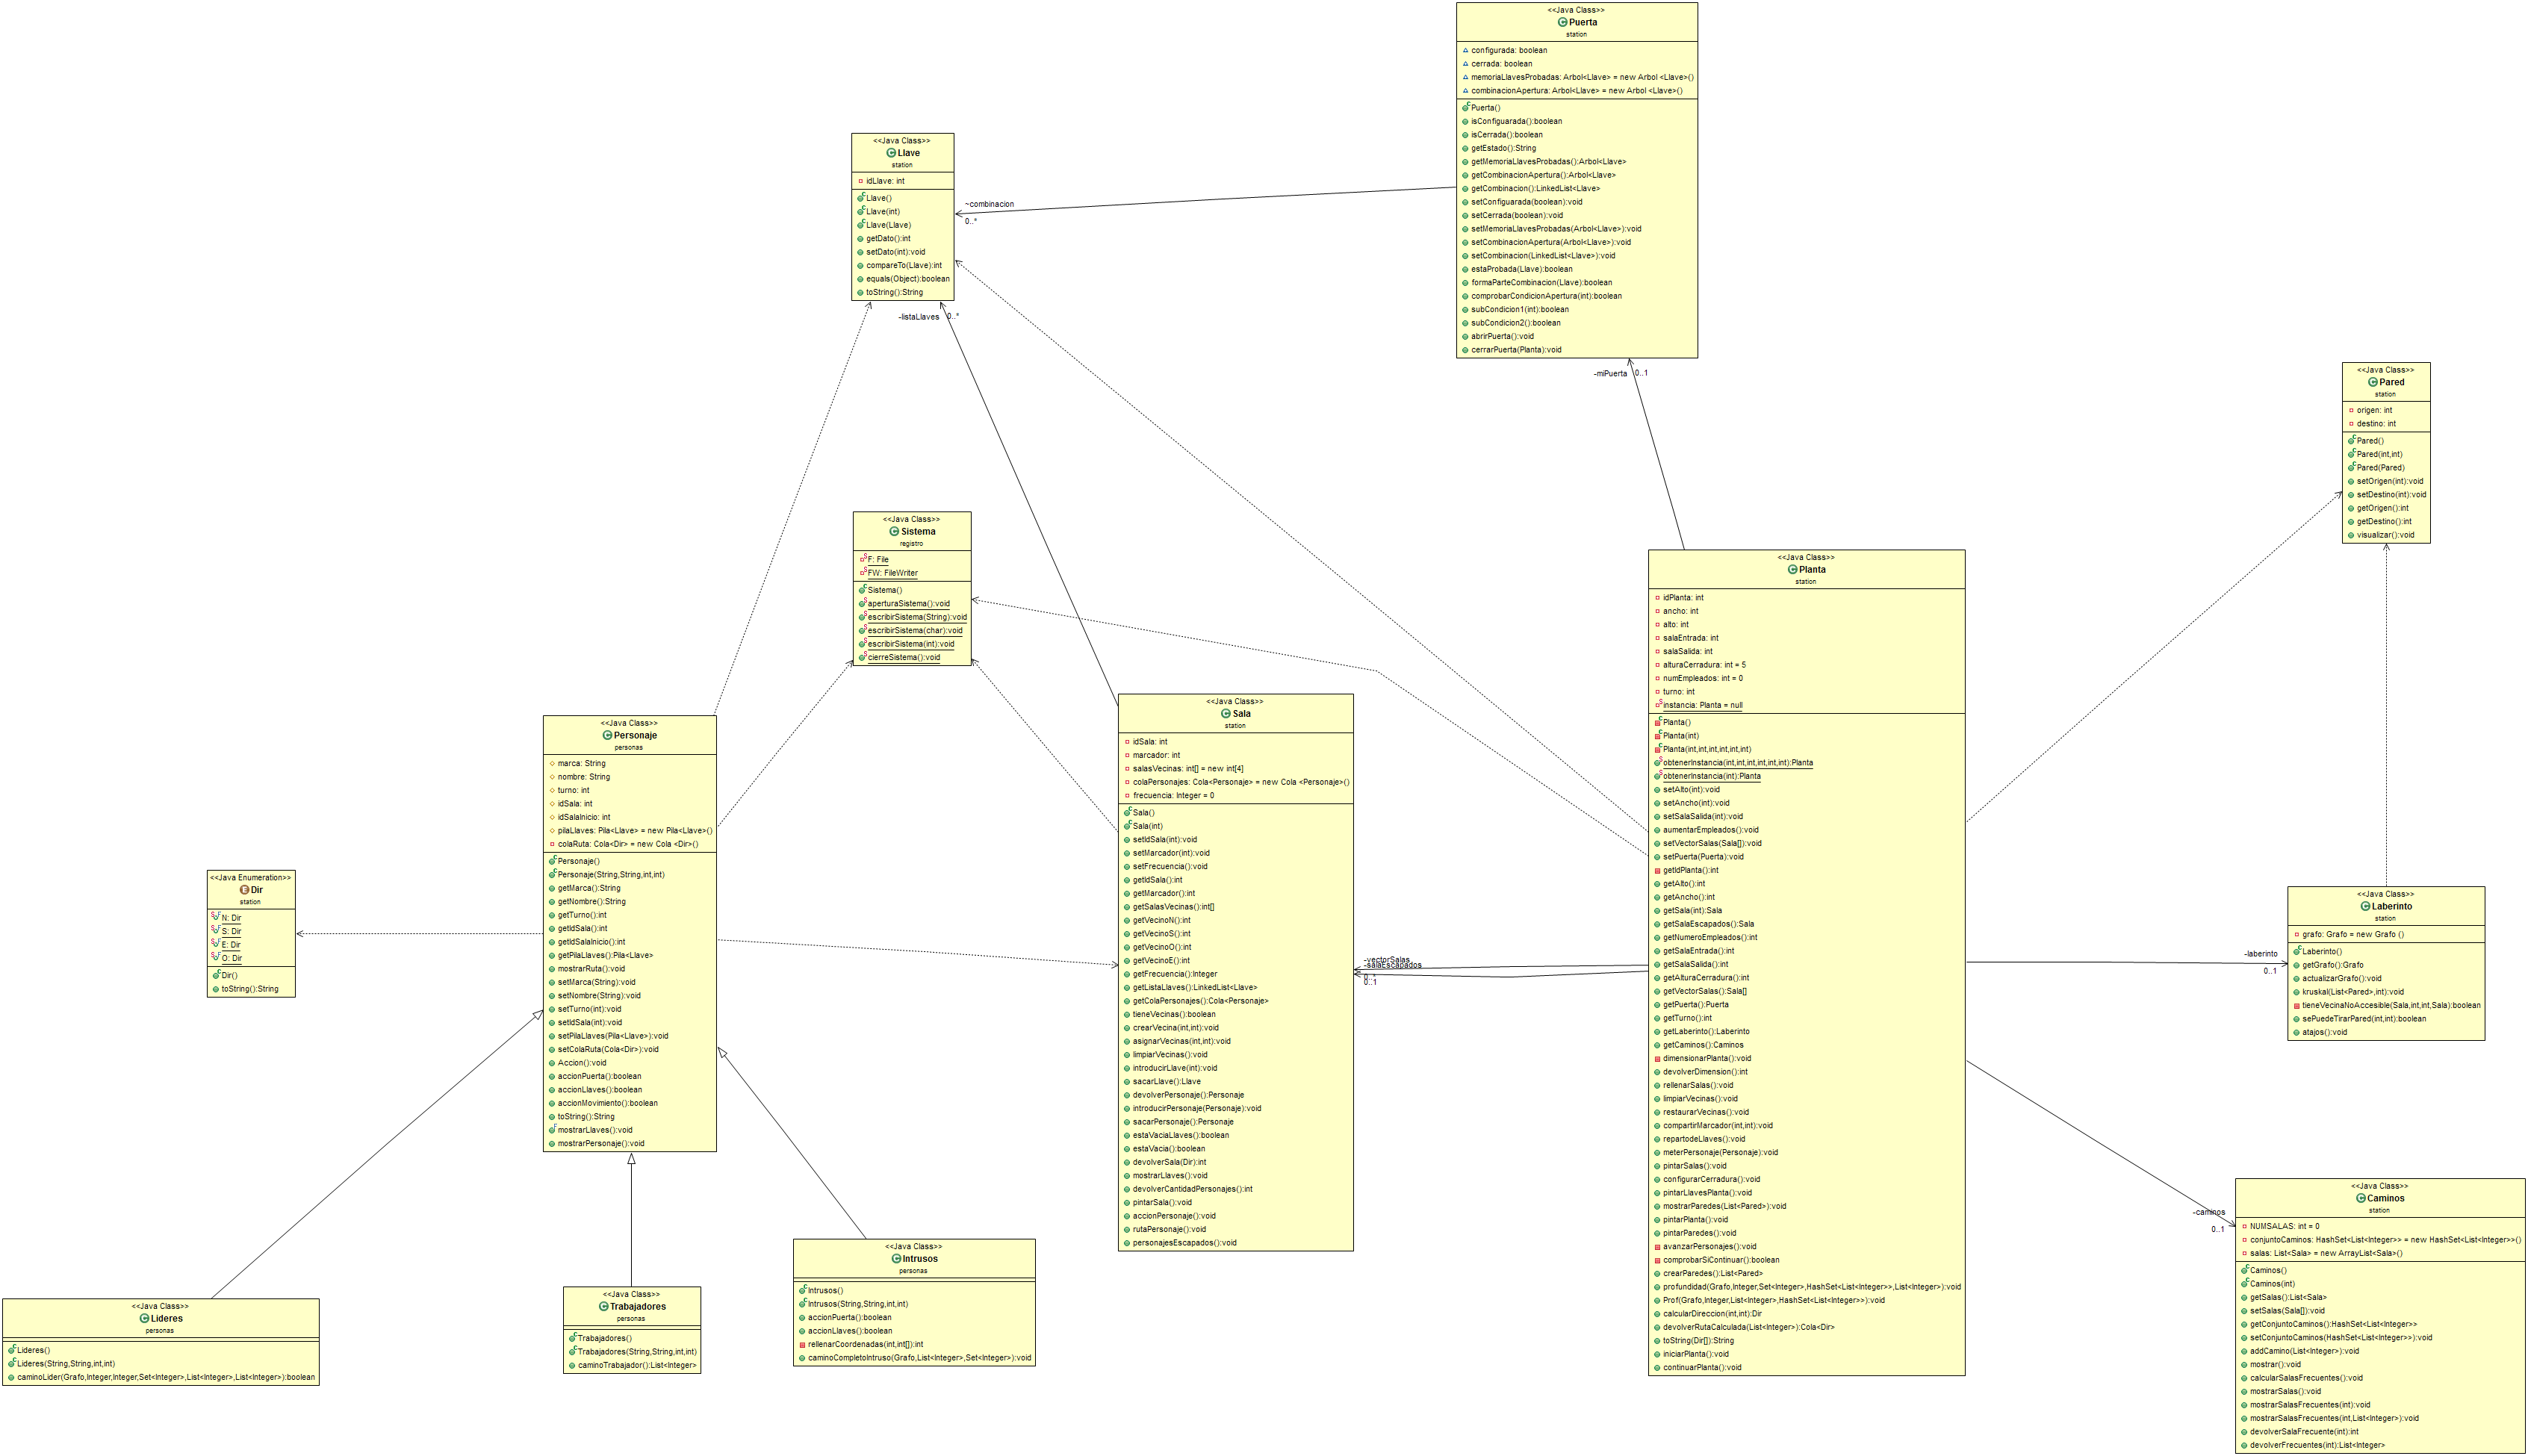 <<Java Class>>
Puerta
station
configurada: boolean
cerrada: boolean
memoriaLlavesProbadas: Arbol<Llave> = new Arbol <Llave>()
combinacionApertura: Arbol<Llave> = new Arbol <Llave>()
Puerta()
isConfiguarada():boolean
isCerrada():boolean
getEstado():String
getMemoriaLlavesProbadas():Arbol<Llave>
getCombinacionApertura():Arbol<Llave>
getCombinacion():LinkedList<Llave>
setConfiguarada(boolean):void
setCerrada(boolean):void
setMemoriaLlavesProbadas(Arbol<Llave>):void
setCombinacionApertura(Arbol<Llave>):void
setCombinacion(LinkedList<Llave>):void
estaProbada(Llave):boolean
formaParteCombinacion(Llave):boolean
comprobarCondicionApertura(int):boolean
subCondicion1(int):boolean
subCondicion2():boolean
abrirPuerta():void
cerrarPuerta(Planta):void
<<Java Class>>
Llave
station
idLlave: int
Llave()
Llave(int)
Llave(Llave)
getDato():int
setDato(int):void
compareTo(Llave):int
equals(Object):boolean
toString():String
~combinacion
0..*
-listaLlaves
0..*
-miPuerta
0..1
<<Java Class>>
Pared
station
origen: int
destino: int
Pared()
Pared(int,int)
Pared(Pared)
setOrigen(int):void
setDestino(int):void
getOrigen():int
getDestino():int
visualizar():void
<<Java Class>>
Sistema
registro
F: File
FW: FileWriter
Sistema()
aperturaSistema():void
escribirSistema(String):void
escribirSistema(char):void
escribirSistema(int):void
cierreSistema():void
<<Java Class>>
Planta
station
idPlanta: int
ancho: int
alto: int
salaEntrada: int
salaSalida: int
alturaCerradura: int = 5
numEmpleados: int = 0
turno: int
instancia: Planta = null
Planta()
Planta(int)
Planta(int,int,int,int,int,int)
obtenerInstancia(int,int,int,int,int,int):Planta
obtenerInstancia(int):Planta
setAlto(int):void
setAncho(int):void
setSalaSalida(int):void
aumentarEmpleados():void
setVectorSalas(Sala[]):void
setPuerta(Puerta):void
getIdPlanta():int
getAlto():int
getAncho():int
getSala(int):Sala
getSalaEscapados():Sala
getNumeroEmpleados():int
getSalaEntrada():int
getSalaSalida():int
getAlturaCerradura():int
getVectorSalas():Sala[]
getPuerta():Puerta
getTurno():int
getLaberinto():Laberinto
getCaminos():Caminos
dimensionarPlanta():void
devolverDimension():int
rellenarSalas():void
limpiarVecinas():void
restaurarVecinas():void
compartirMarcador(int,int):void
repartodeLlaves():void
meterPersonaje(Personaje):void
pintarSalas():void
configurarCerradura():void
pintarLlavesPlanta():void
mostrarParedes(List<Pared>):void
pintarPlanta():void
pintarParedes():void
avanzarPersonajes():void
comprobarSiContinuar():boolean
crearParedes():List<Pared>
profundidad(Grafo,Integer,Set<Integer>,HashSet<List<Integer>>,List<Integer>):void
Prof(Grafo,Integer,List<Integer>,HashSet<List<Integer>>):void
calcularDireccion(int,int):Dir
devolverRutaCalculada(List<Integer>):Cola<Dir>
toString(Dir[]):String
iniciarPlanta():void
continuarPlanta():void
<<Java Class>>
Sala
station
idSala: int
marcador: int
salasVecinas: int[] = new int[4]
colaPersonajes: Cola<Personaje> = new Cola <Personaje>()
frecuencia: Integer = 0
Sala()
Sala(int)
setIdSala(int):void
setMarcador(int):void
setFrecuencia():void
getIdSala():int
getMarcador():int
getSalasVecinas():int[]
getVecinoN():int
getVecinoS():int
getVecinoO():int
getVecinoE():int
getFrecuencia():Integer
getListaLlaves():LinkedList<Llave>
getColaPersonajes():Cola<Personaje>
tieneVecinas():boolean
crearVecina(int,int):void
asignarVecinas(int,int):void
limpiarVecinas():void
introducirLlave(int):void
sacarLlave():Llave
devolverPersonaje():Personaje
introducirPersonaje(Personaje):void
sacarPersonaje():Personaje
estaVaciaLlaves():boolean
estaVacia():boolean
devolverSala(Dir):int
mostrarLlaves():void
devolverCantidadPersonajes():int
pintarSala():void
accionPersonaje():void
rutaPersonaje():void
personajesEscapados():void
-vectorSalas
-salaEscapados
0..*
0..1
<<Java Class>>
Personaje
personas
marca: String
nombre: String
turno: int
idSala: int
idSalaInicio: int
pilaLlaves: Pila<Llave> = new Pila<Llave>()
colaRuta: Cola<Dir> = new Cola <Dir>()
Personaje()
Personaje(String,String,int,int)
getMarca():String
getNombre():String
getTurno():int
getIdSala():int
getIdSalaInicio():int
getPilaLlaves():Pila<Llave>
mostrarRuta():void
setMarca(String):void
setNombre(String):void
setTurno(int):void
setIdSala(int):void
setPilaLlaves(Pila<Llave>):void
setColaRuta(Cola<Dir>):void
Accion():void
accionPuerta():boolean
accionLlaves():boolean
accionMovimiento():boolean
toString():String
mostrarLlaves():void
mostrarPersonaje():void
<<Java Enumeration>>
Dir
station
N: Dir
S: Dir
E: Dir
O: Dir
Dir()
toString():String
<<Java Class>>
Laberinto
station
grafo: Grafo = new Grafo ()
Laberinto()
getGrafo():Grafo
actualizarGrafo():void
kruskal(List<Pared>,int):void
tieneVecinaNoAccesible(Sala,int,int,Sala):boolean
sePuedeTirarPared(int,int):boolean
atajos():void
-laberinto
0..1
-caminos
0..1
<<Java Class>>
Caminos
station
NUMSALAS: int = 0
conjuntoCaminos: HashSet<List<Integer>> = new HashSet<List<Integer>>()
salas: List<Sala> = new ArrayList<Sala>()
Caminos()
Caminos(int)
getSalas():List<Sala>
setSalas(Sala[]):void
getConjuntoCaminos():HashSet<List<Integer>>
setConjuntoCaminos(HashSet<List<Integer>>):void
addCamino(List<Integer>):void
mostrar():void
calcularSalasFrecuentes():void
mostrarSalas():void
mostrarSalasFrecuentes(int):void
mostrarSalasFrecuentes(int,List<Integer>):void
devolverSalaFrecuente(int):int
devolverFrecuentes(int):List<Integer>
<<Java Class>>
Intrusos
personas
Intrusos()
Intrusos(String,String,int,int)
accionPuerta():boolean
accionLlaves():boolean
rellenarCoordenadas(int,int[]):int
caminoCompletoIntruso(Grafo,List<Integer>,Set<Integer>):void
<<Java Class>>
Trabajadores
personas
Trabajadores()
Trabajadores(String,String,int,int)
caminoTrabajador():List<Integer>
<<Java Class>>
Lideres
personas
Lideres()
Lideres(String,String,int,int)
caminoLider(Grafo,Integer,Integer,Set<Integer>,List<Integer>,List<Integer>):boolean